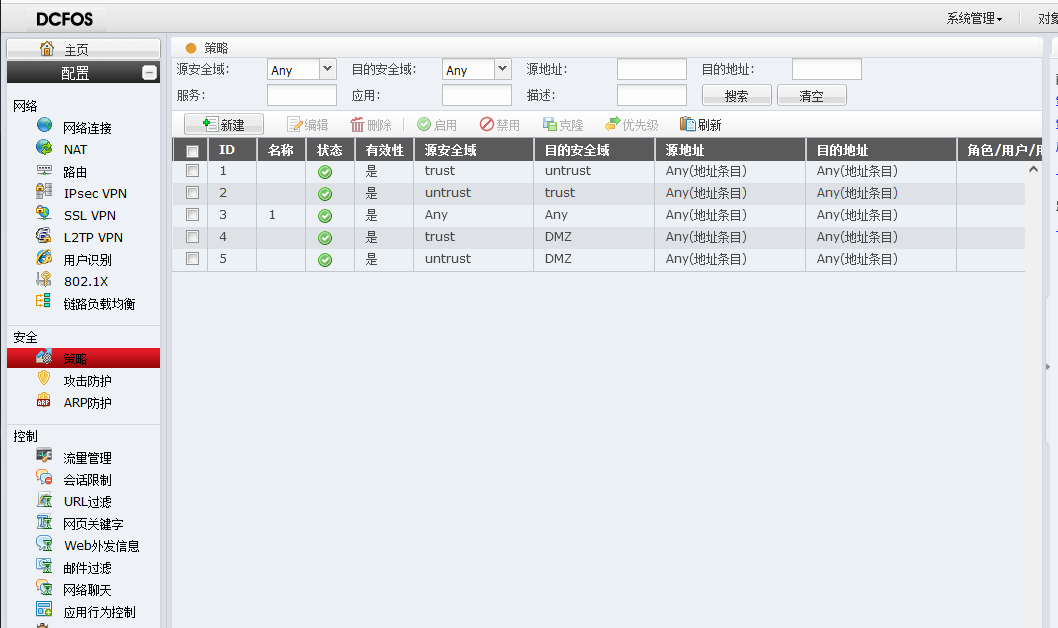 DCFOS
系统管理
主页
配置
网络
网络连接
NAT
路由
IPsec VPN
SSL VPN
L2TP VPN
用户识别
802.1X
链路负载均衡
安全
策略
攻击防护
ARP防护
控制
流量管理
会话限制
URL过滤
网页关键字
Web外发信息
邮件过滤
网络聊天
应用行为控制
策略
源安全域: Any 目的安全域: Any 源地址: 目的地址:
服务: 应用: 描述: 搜索 清空
新建 编辑 删除 启用 禁用 克隆 优先级 刷新
ID 名称 状态 有效性 源安全域 目的安全域 源地址 目的地址 角色/用户/
1 是 trust untrust Any(地址条目) Any(地址条目)
2 是 untrust trust Any(地址条目) Any(地址条目)
3 1 是 Any Any Any(地址条目) Any(地址条目)
4 是 trust DMZ Any(地址条目) Any(地址条目)
5 是 untrust DMZ Any(地址条目) Any(地址条目)